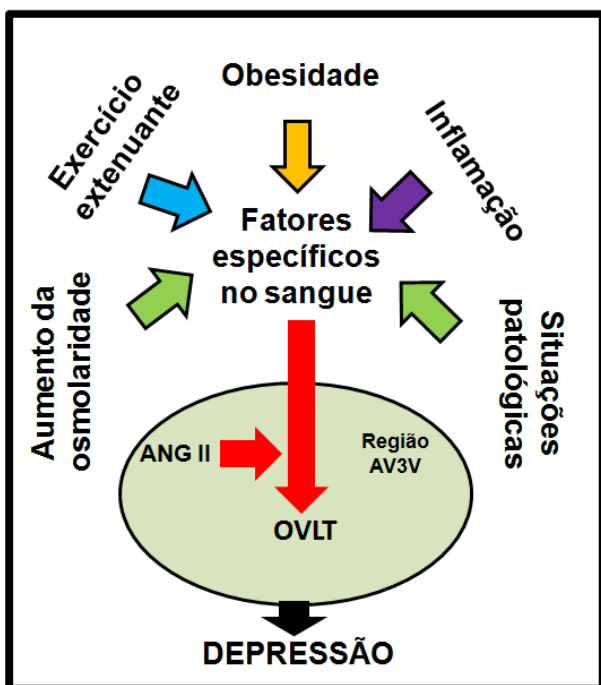 Obesidade
Exercício
extenuante
Inflamação
Fatores
específicos
no sangue
Aumento da
osmolaridade
Situações
patológicas
ANG II
Região
AV3V
OVLT
DEPRESSÃO